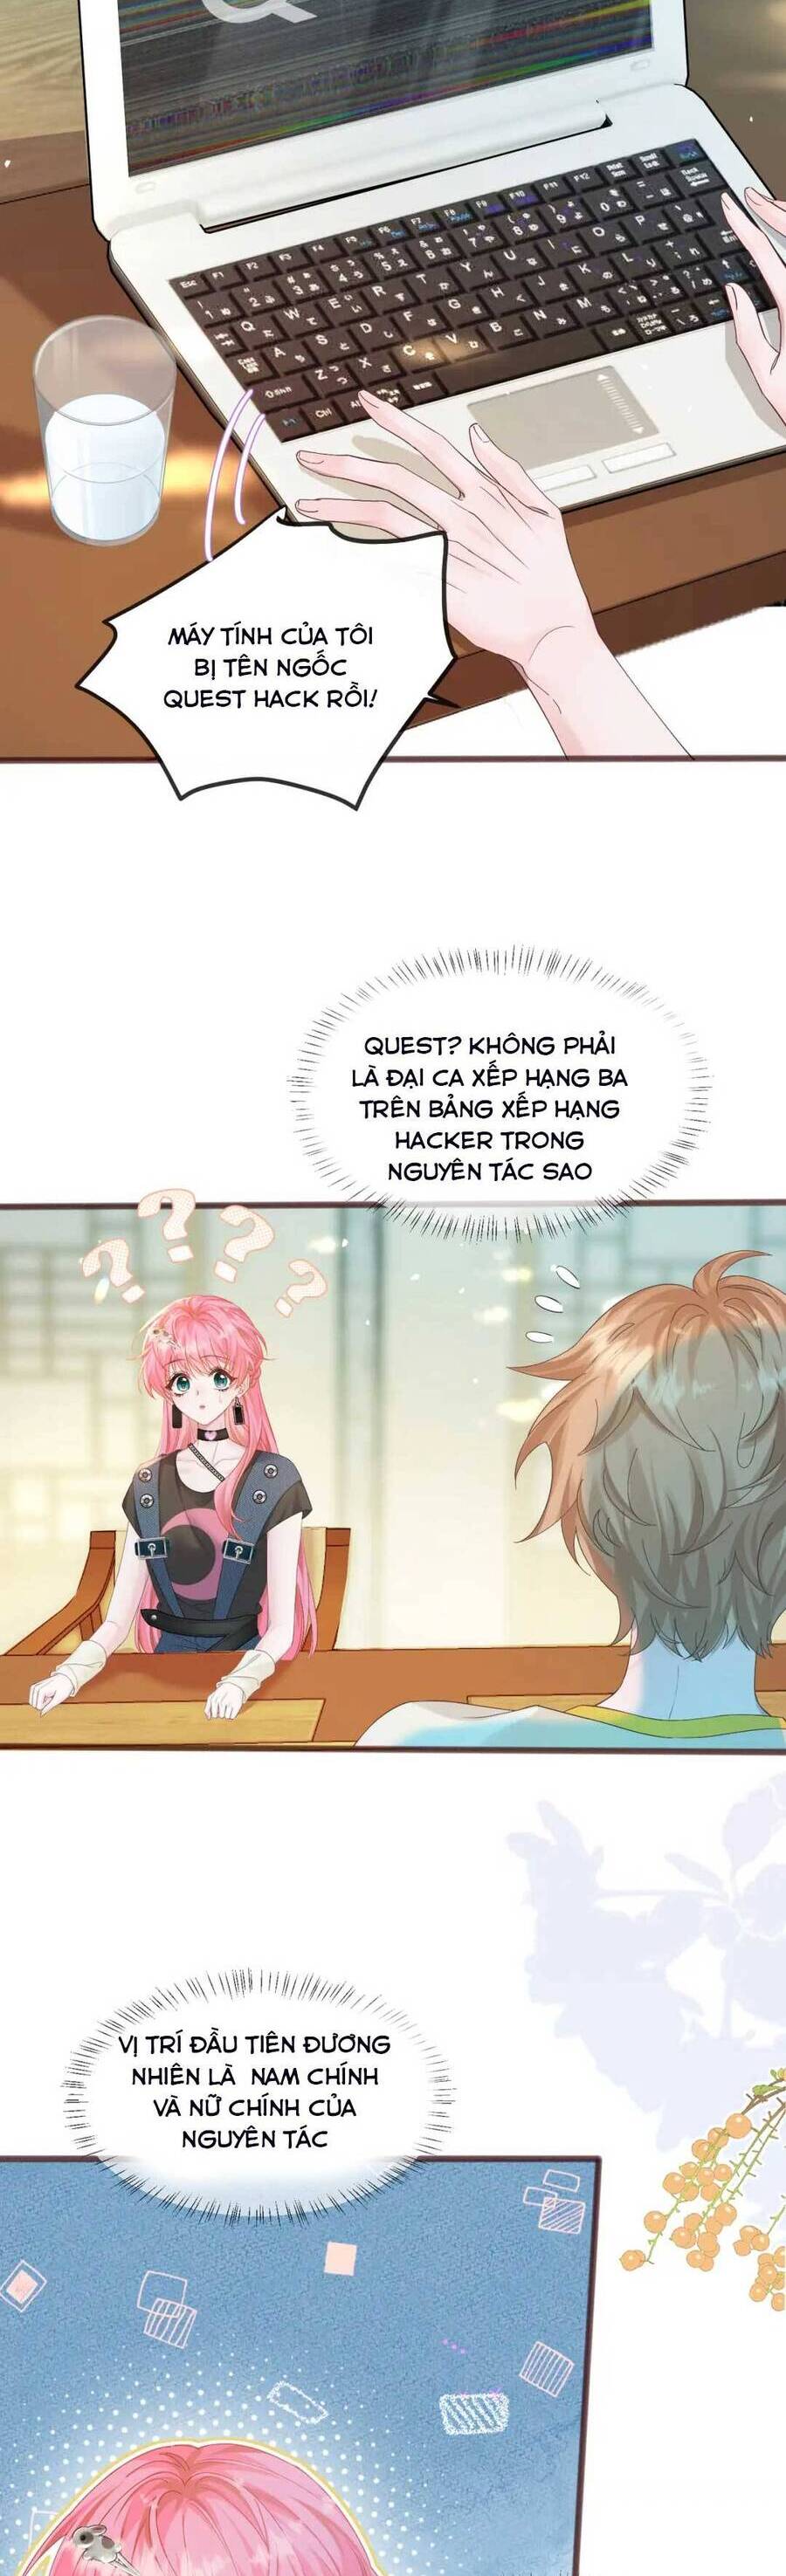 MÁY TÍNH CỦA TÔI
BỊ TÊN NGỐC
QUEST HACK RỒI!
QUEST? KHÔNG PHẢI
LÀ ĐẠI CA XẾP HẠNG BA
TRÊN BẢNG XẾP HẠNG
HACKER TRONG
NGUYÊN TÁC SAO
VỊ TRÍ ĐẦU TIÊN ĐƯƠNG
NHIÊN LÀ NAM CHÍNH
VÀ NỮ CHÍNH CỦA
NGUYÊN TÁC